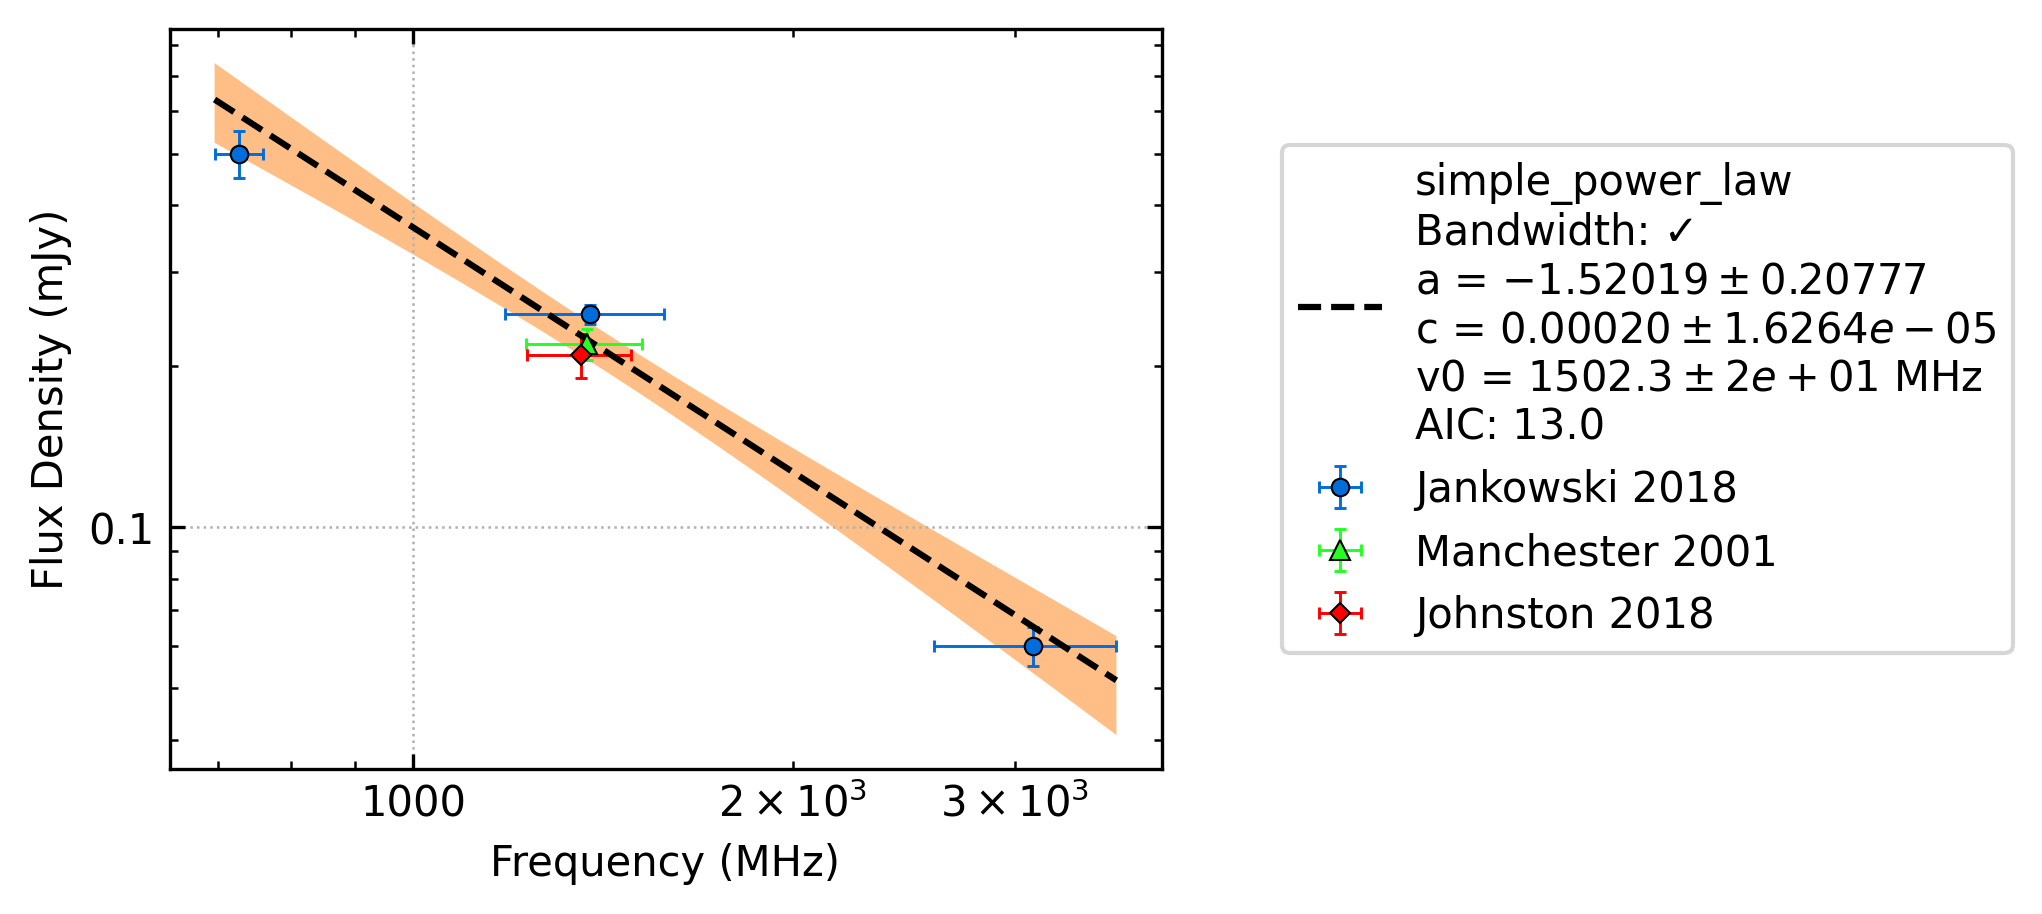 Flux Density (mJy)
0.1
1000
2 × 10³
3 × 10³
Frequency (MHz)
simple_power_law
Bandwidth: ✓
a = −1.52019 ± 0.20777
c = 0.00020 ± 1.6264e − 05
v0 = 1502.3 ± 2e + 01 MHz
AIC: 13.0
Jankowski 2018
Manchester 2001
Johnston 2018